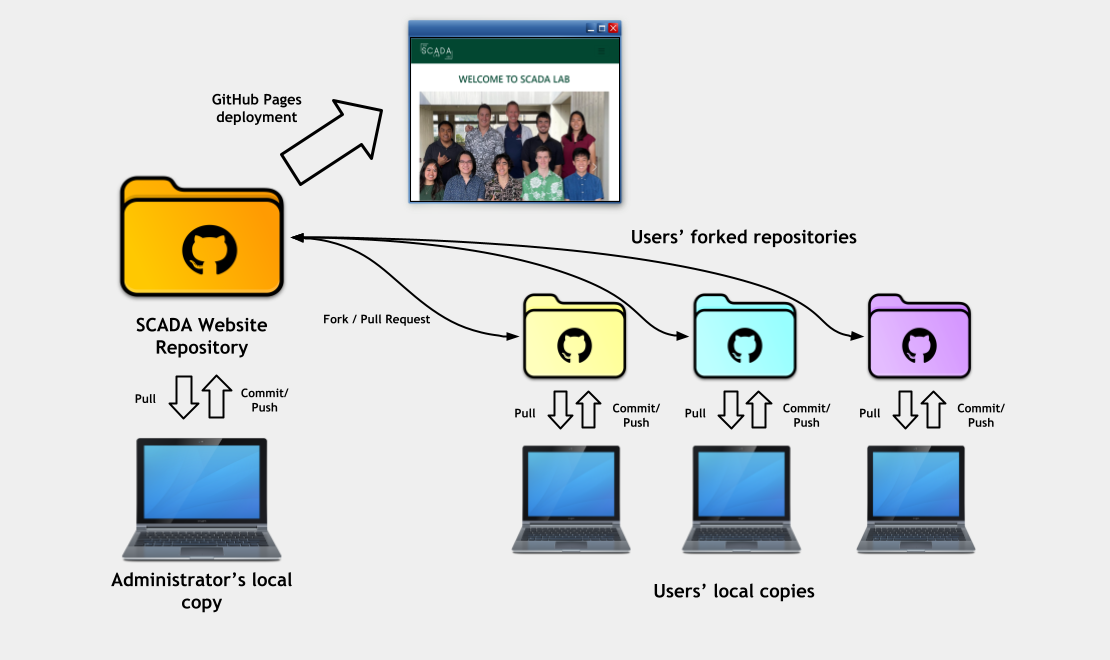 SCADA
LAB
WELCOME TO SCADA LAB
GitHub Pages
deployment
Users’ forked repositories
Fork / Pull Request
SCADA Website
Repository
Pull
Commit/
Push
Pull
Commit/
Push
Pull
Commit/
Push
Pull
Commit/
Push
Administrator’s local
copy
Users’ local copies